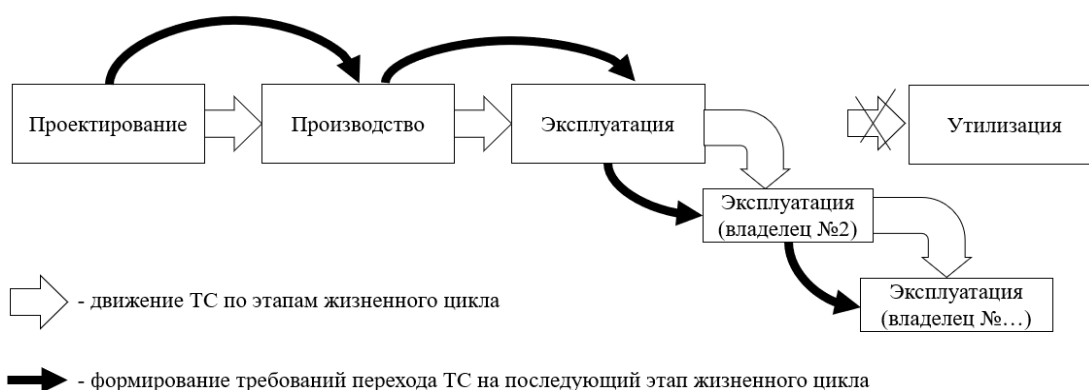 Проектирование
Производство
Эксплуатация
Утилизация
Эксплуатация
(владелец №2)
Эксплуатация
(владелец №…)
- движение ТС по этапам жизненного цикла
- формирование требований перехода ТС на последующий этап жизненного цикла